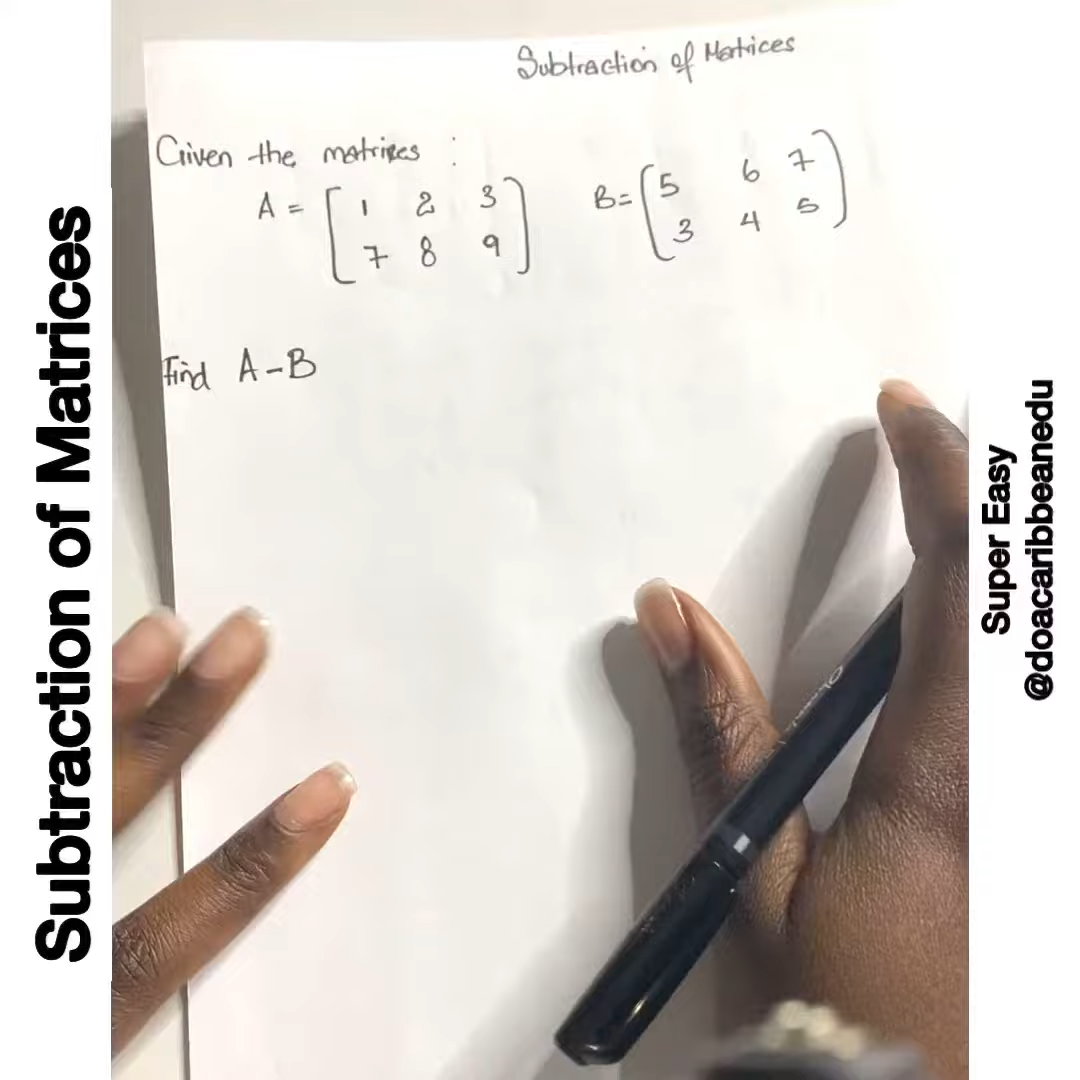 Subtraction of Matrices
Subtraction of Matrices
Given the matrices :
A = [ 1 2 3
7 8 9 ]
B = ( 5 6 7
3 4 5 )
Find A - B
Super Easy
@doacaribbeanedu